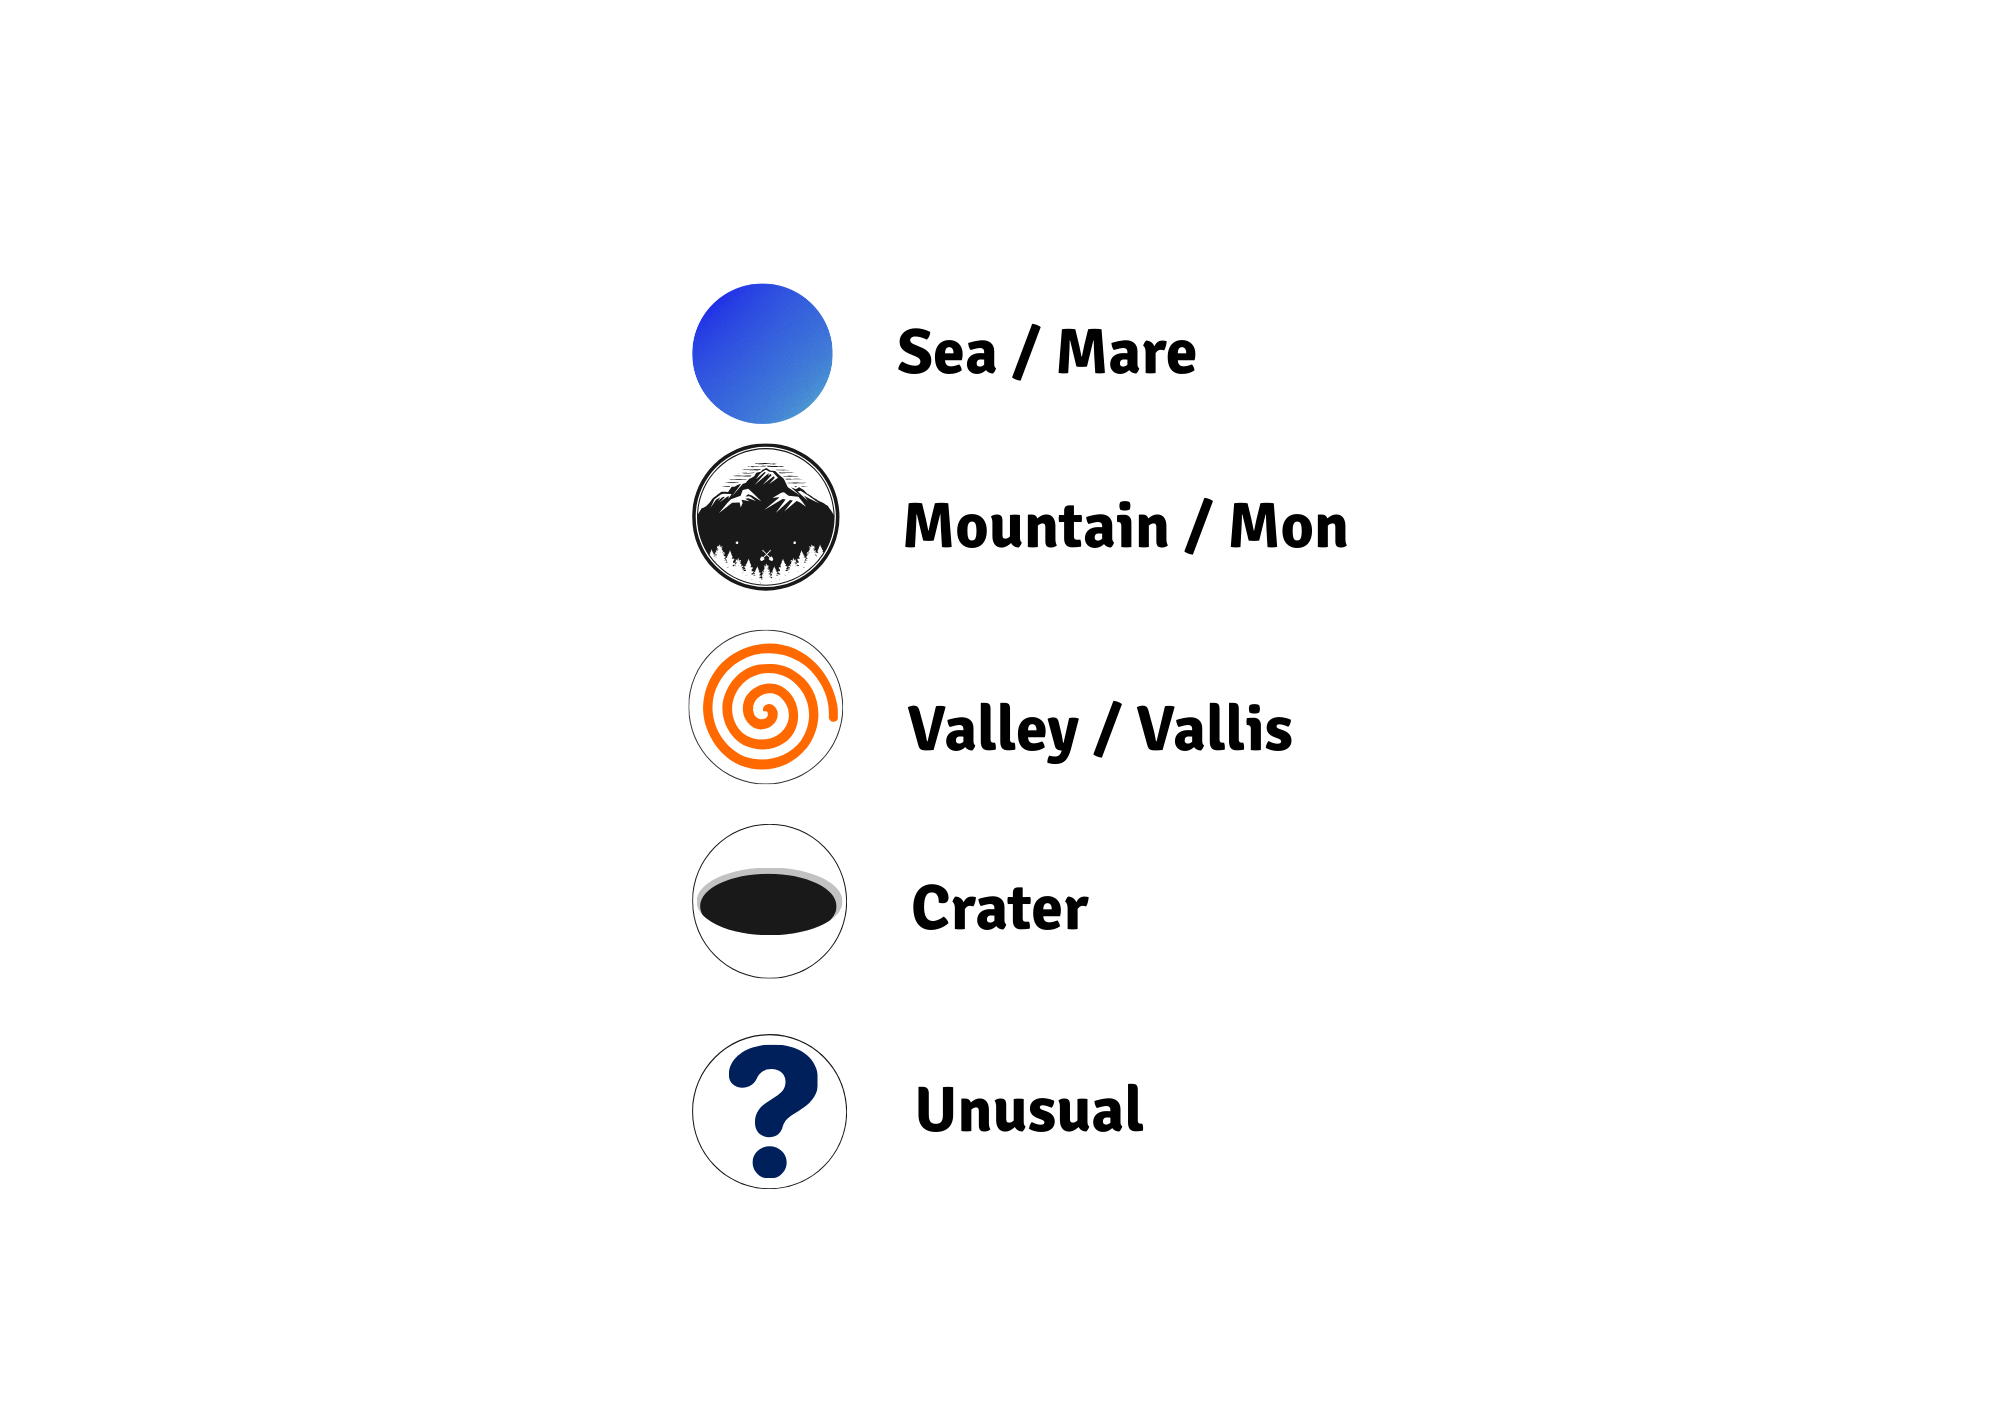 Sea / Mare
Mountain / Mon
Valley / Vallis
Crater
?
Unusual